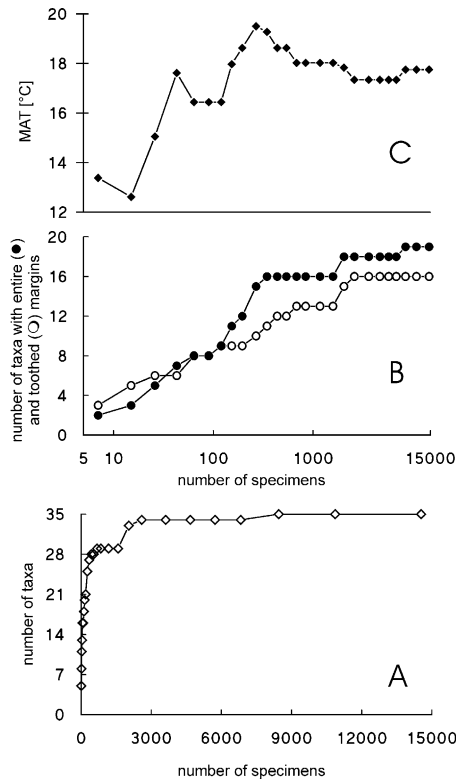 20
18
16
14
12
MAT [°C]
C
20
16
12
8
4
0
number of taxa with entire (●)
and toothed (○) margins
B
5 10 100 1000 15000
number of specimens
35
28
21
14
7
0
number of taxa
A
0 3000 6000 9000 12000 15000
number of specimens